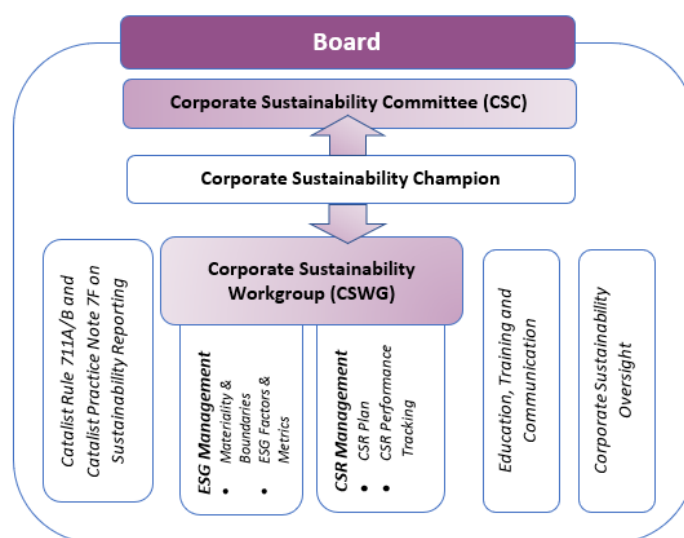 Board
Corporate Sustainability Committee (CSC)
Corporate Sustainability Champion
Corporate Sustainability
Workgroup (CSWG)
Catalist Rule 711A/B and
Catalist Practice Note 7F on
Sustainability Reporting
ESG Management
• Materiality &
Boundaries
• ESG Factors &
Metrics
CSR Management
• CSR Plan
• CSR Performance
Tracking
Education, Training and
Communication
Corporate Sustainability
Oversight